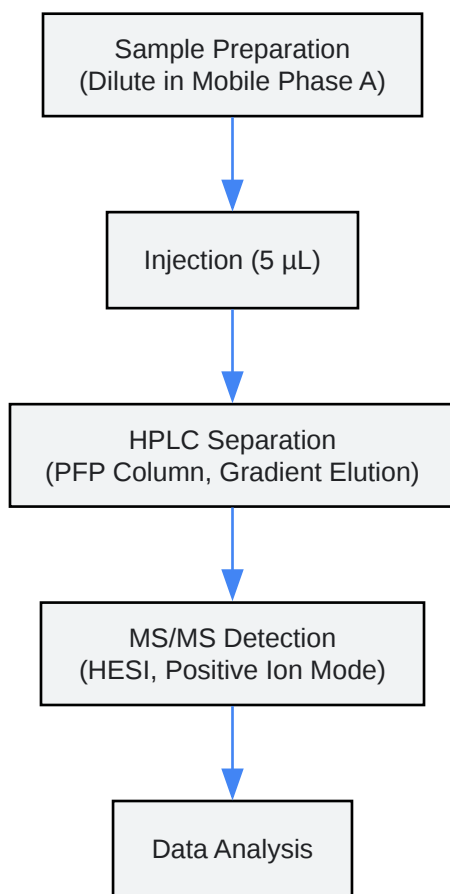 Sample Preparation
(Dilute in Mobile Phase A)
Injection (5 µL)
HPLC Separation
(PFP Column, Gradient Elution)
MS/MS Detection
(HESI, Positive Ion Mode)
Data Analysis